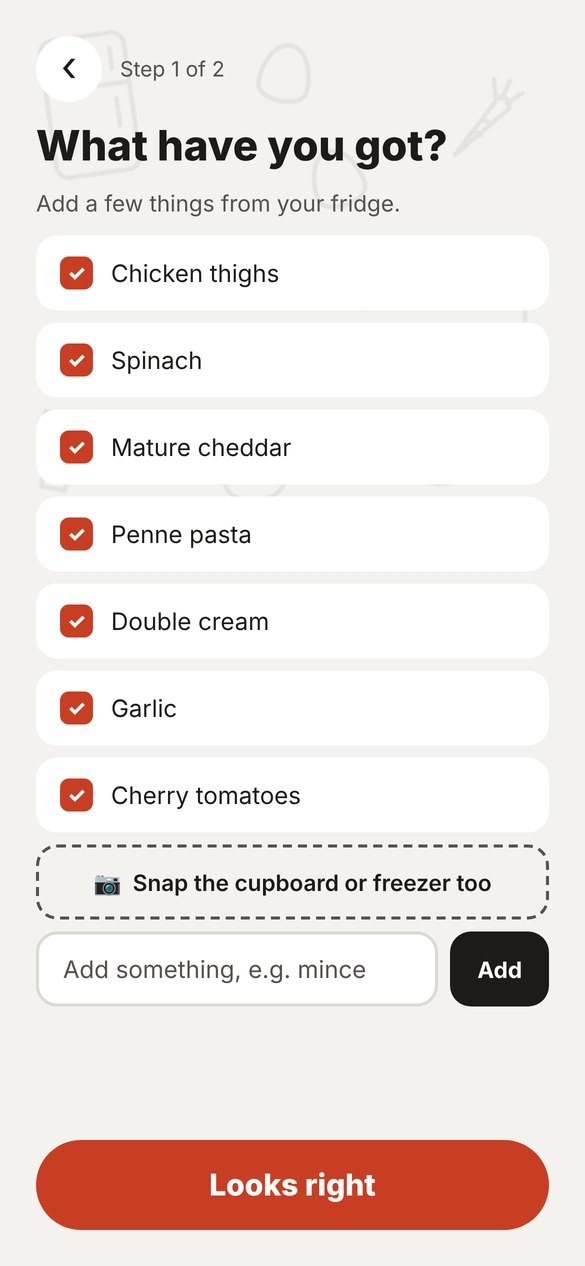 Step 1 of 2
What have you got?
Add a few things from your fridge.
Chicken thighs
Spinach
Mature cheddar
Penne pasta
Double cream
Garlic
Cherry tomatoes
📷 Snap the cupboard or freezer too
Add something, e.g. mince
Add
Looks right